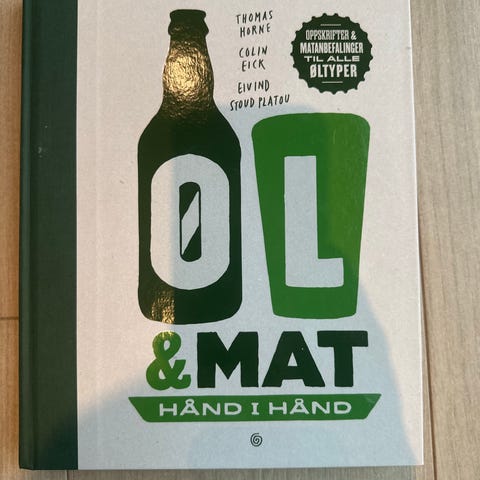 THOMAS
HORNE
COLIN
EICK
EIVIND
STOUD PLATOU
OPPSKRIFTER &
MATANBEFALINGER
TIL ALLE
ØLTYPER
ØL
&MAT
HÅND I HÅND